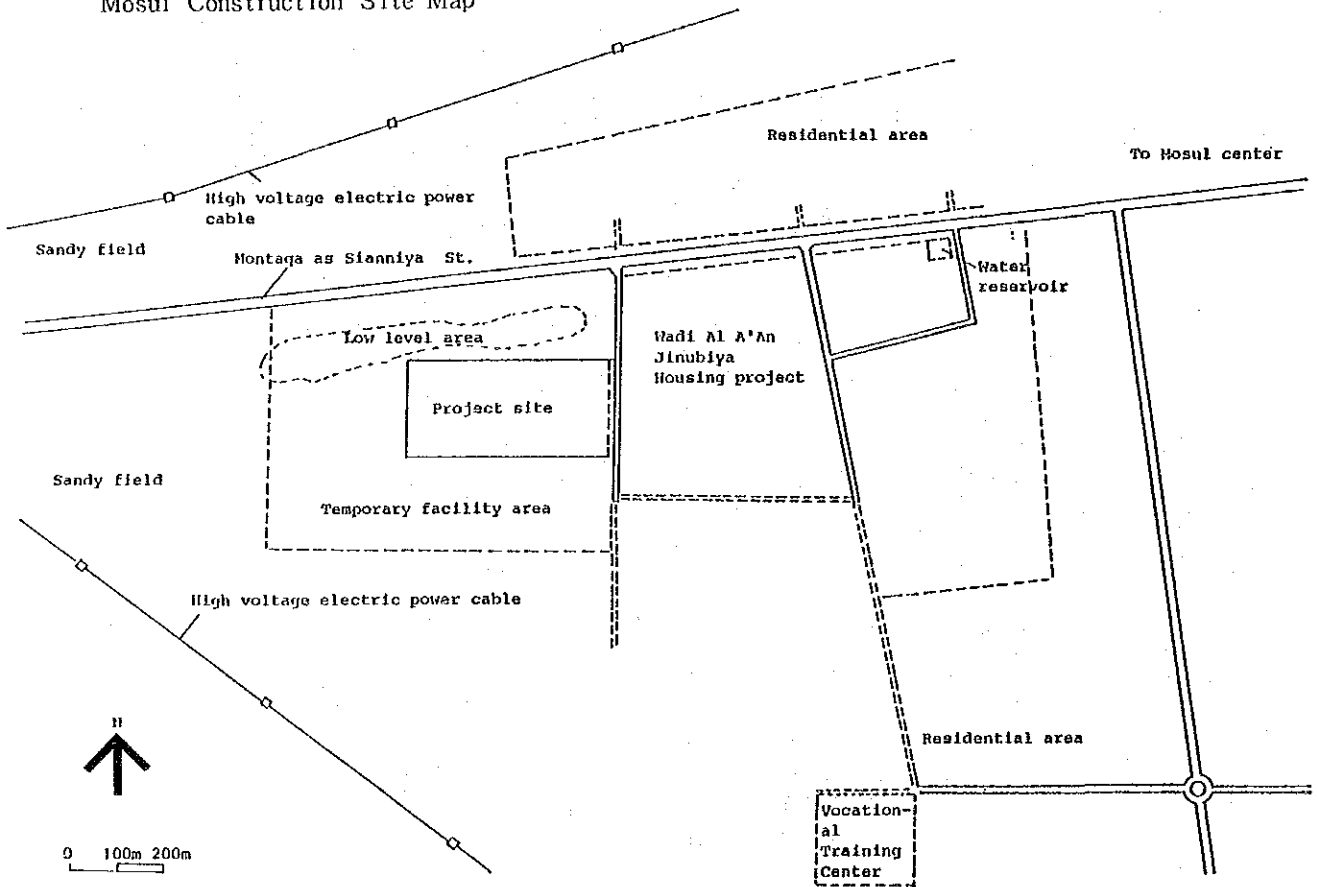 Mosul Construction Site Map
Residential area
To Mosul center
High voltage electric power
cable
Sandy field
Montaqa as Sianniya St.
Water
reservoir
Low level area
Wadi Al A'An
Jinubiya
Housing project
Project site
Sandy field
Temporary facility area
High voltage electric power cable
N
Residential area
Vocation-
al
Training
Center
0 100m 200m